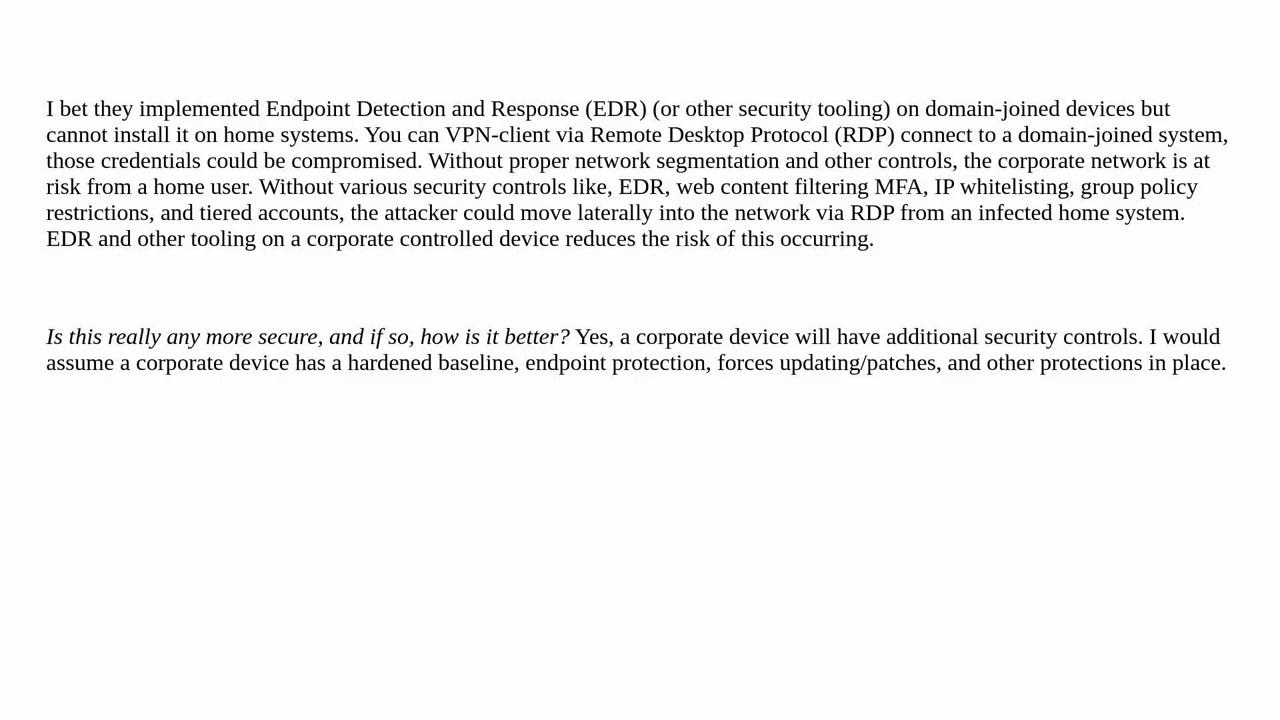 I bet they implemented Endpoint Detection and Response (EDR) (or other security tooling) on domain-joined devices but
cannot install it on home systems. You can VPN-client via Remote Desktop Protocol (RDP) connect to a domain-joined system,
those credentials could be compromised. Without proper network segmentation and other controls, the corporate network is at
risk from a home user. Without various security controls like, EDR, web content filtering MFA, IP whitelisting, group policy
restrictions, and tiered accounts, the attacker could move laterally into the network via RDP from an infected home system.
EDR and other tooling on a corporate controlled device reduces the risk of this occurring.
Is this really any more secure, and if so, how is it better? Yes, a corporate device will have additional security controls. I would
assume a corporate device has a hardened baseline, endpoint protection, forces updating/patches, and other protections in place.